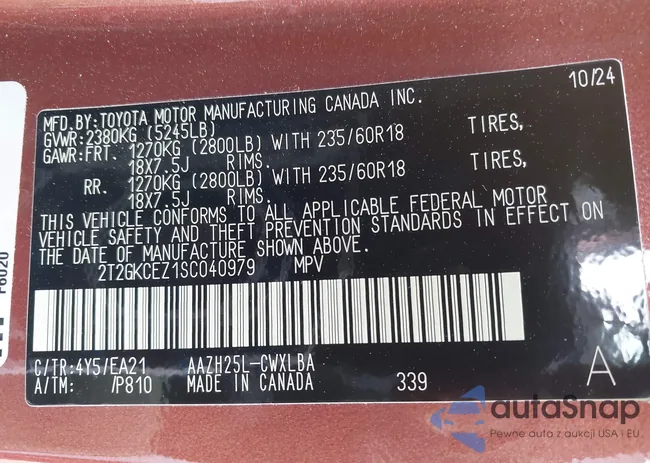 10/24
MFD.BY:TOYOTA MOTOR MANUFACTURING CANADA INC.
GVWR:2380KG (5245LB)
GAWR:FRT. 1270KG (2800LB) WITH 235/60R18 TIRES,
18X7.5J RIMS.
RR. 1270KG (2800LB) WITH 235/60R18 TIRES,
18X7.5J RIMS.
THIS VEHICLE CONFORMS TO ALL APPLICABLE FEDERAL MOTOR
VEHICLE SAFETY AND THEFT PREVENTION STANDARDS IN EFFECT ON
THE DATE OF MANUFACTURE SHOWN ABOVE.
2T2GKCEZ1SC040979 MPV
C/TR:4Y5/EA21 AAZH25L-CWXLBA
A/TM: /P810 MADE IN CANADA 339 A
F6020
autaSnap
Pewne auta z aukcji USA i EU